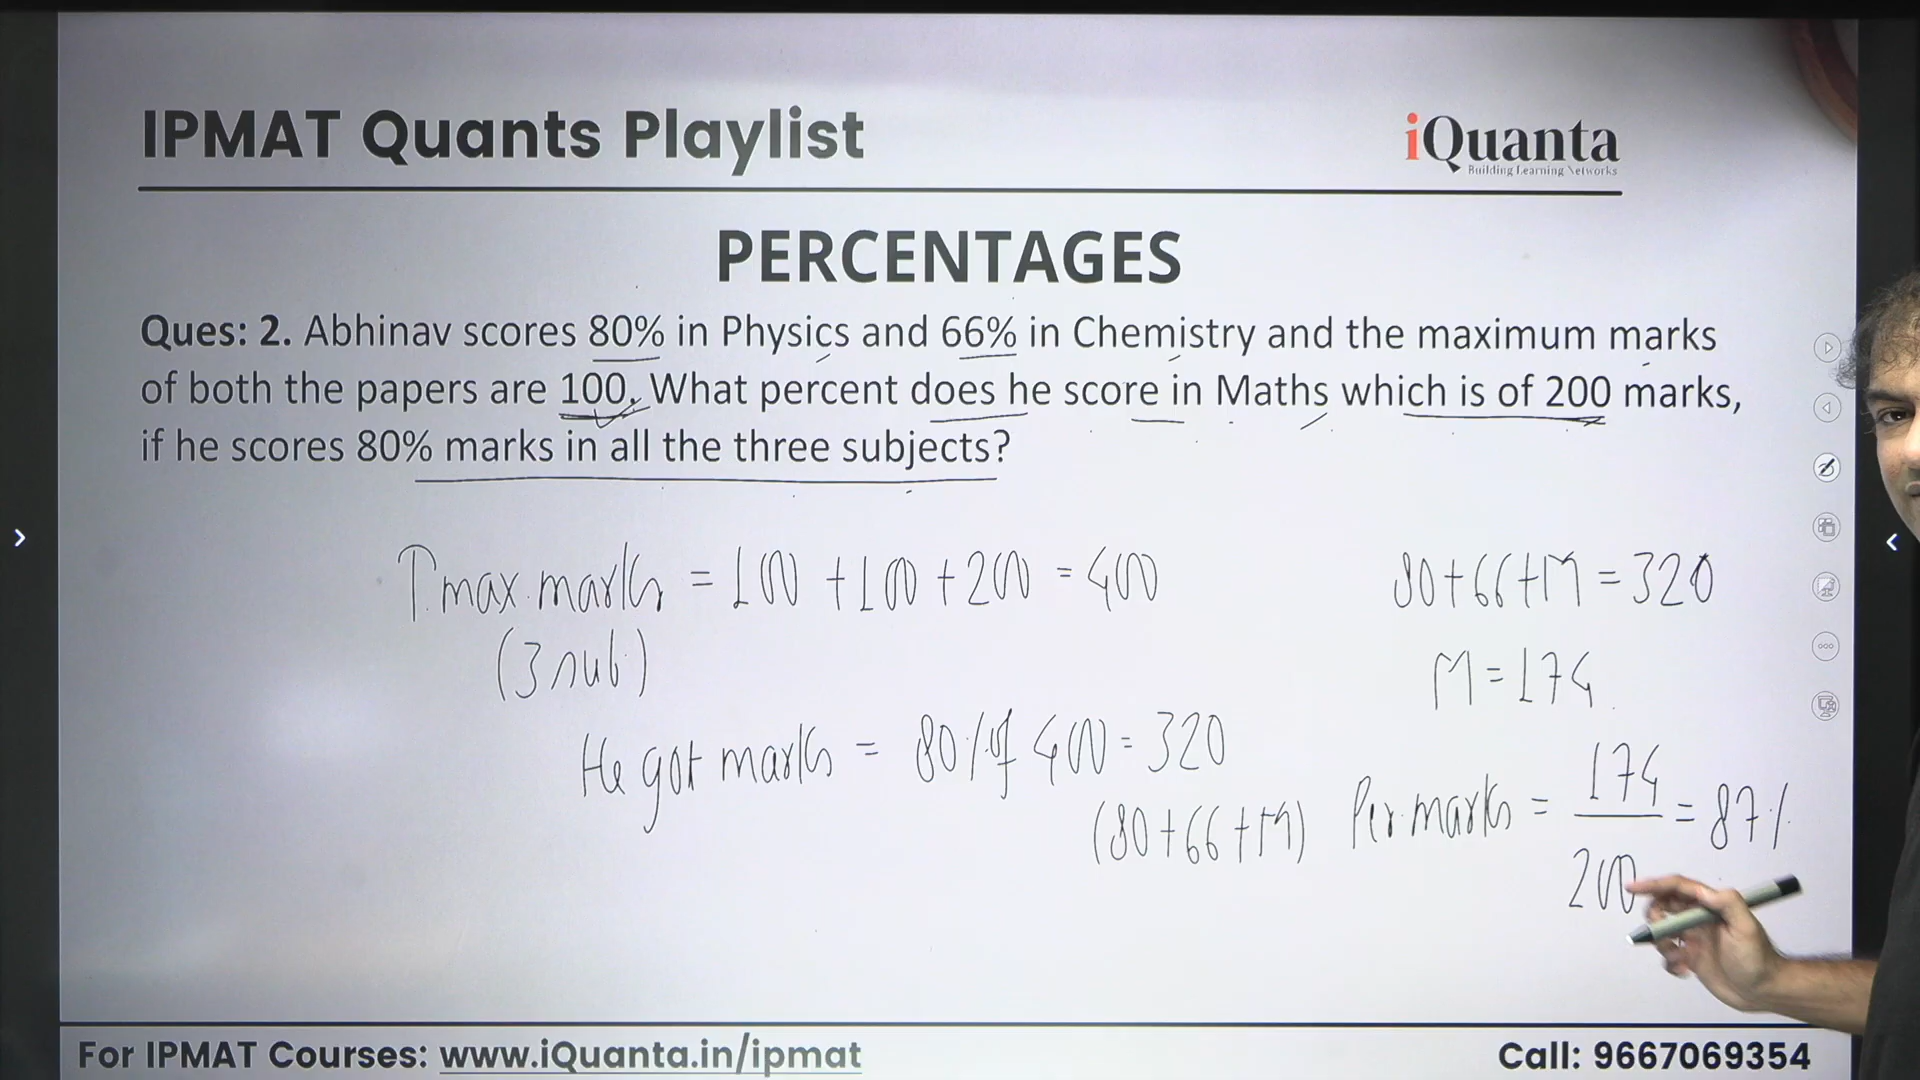 IPMAT Quants Playlist
iQuanta
Building Learning Networks
PERCENTAGES
Ques: 2. Abhinav scores 80% in Physics and 66% in Chemistry and the maximum marks
of both the papers are 100. What percent does he score in Maths which is of 200 marks,
if he scores 80% marks in all the three subjects?
T. max. marks = 100 + 100 + 200 = 400
(3 sub.)
He got marks = 80% of 400 = 320
(80+66+M)
80+66+M = 320
M = 174
Per. marks = 174/200 = 87%
For IPMAT Courses: www.iQuanta.in/ipmat
Call: 9667069354